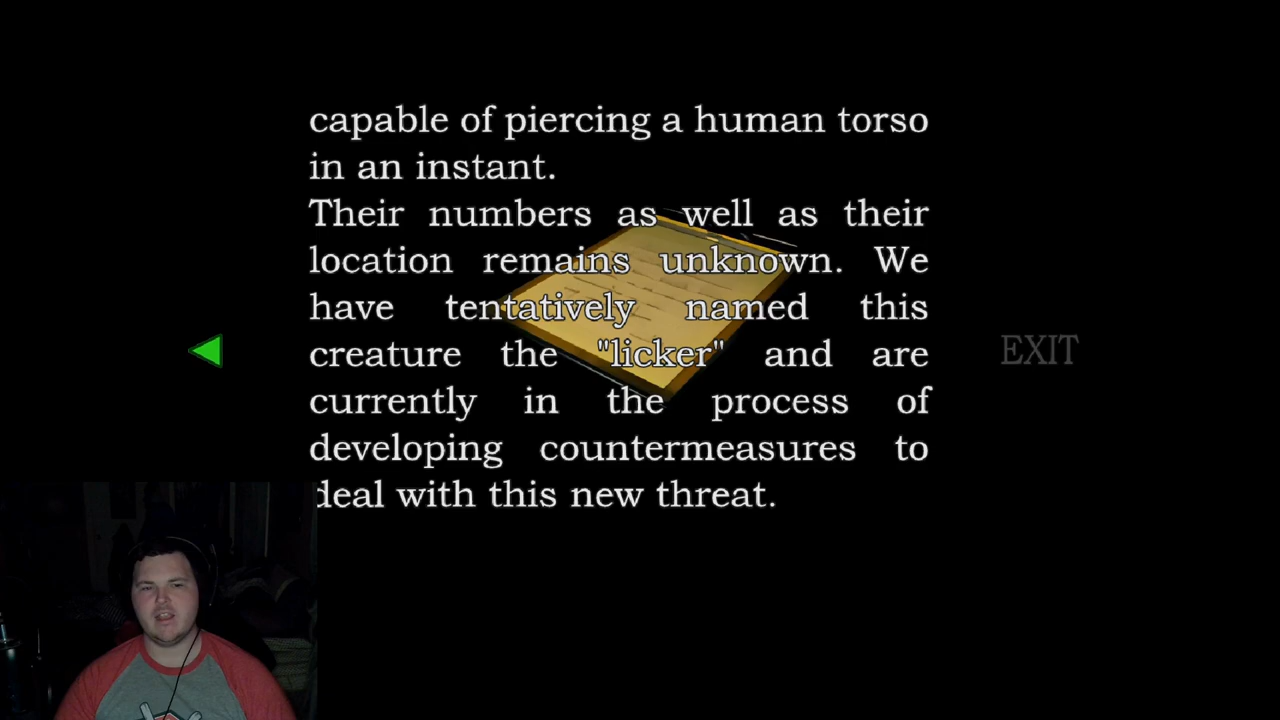 capable of piercing a human torso
in an instant.
Their numbers as well as their
location remains unknown. We
have tentatively named this
creature the "licker" and are
currently in the process of
developing countermeasures to
deal with this new threat.
EXIT